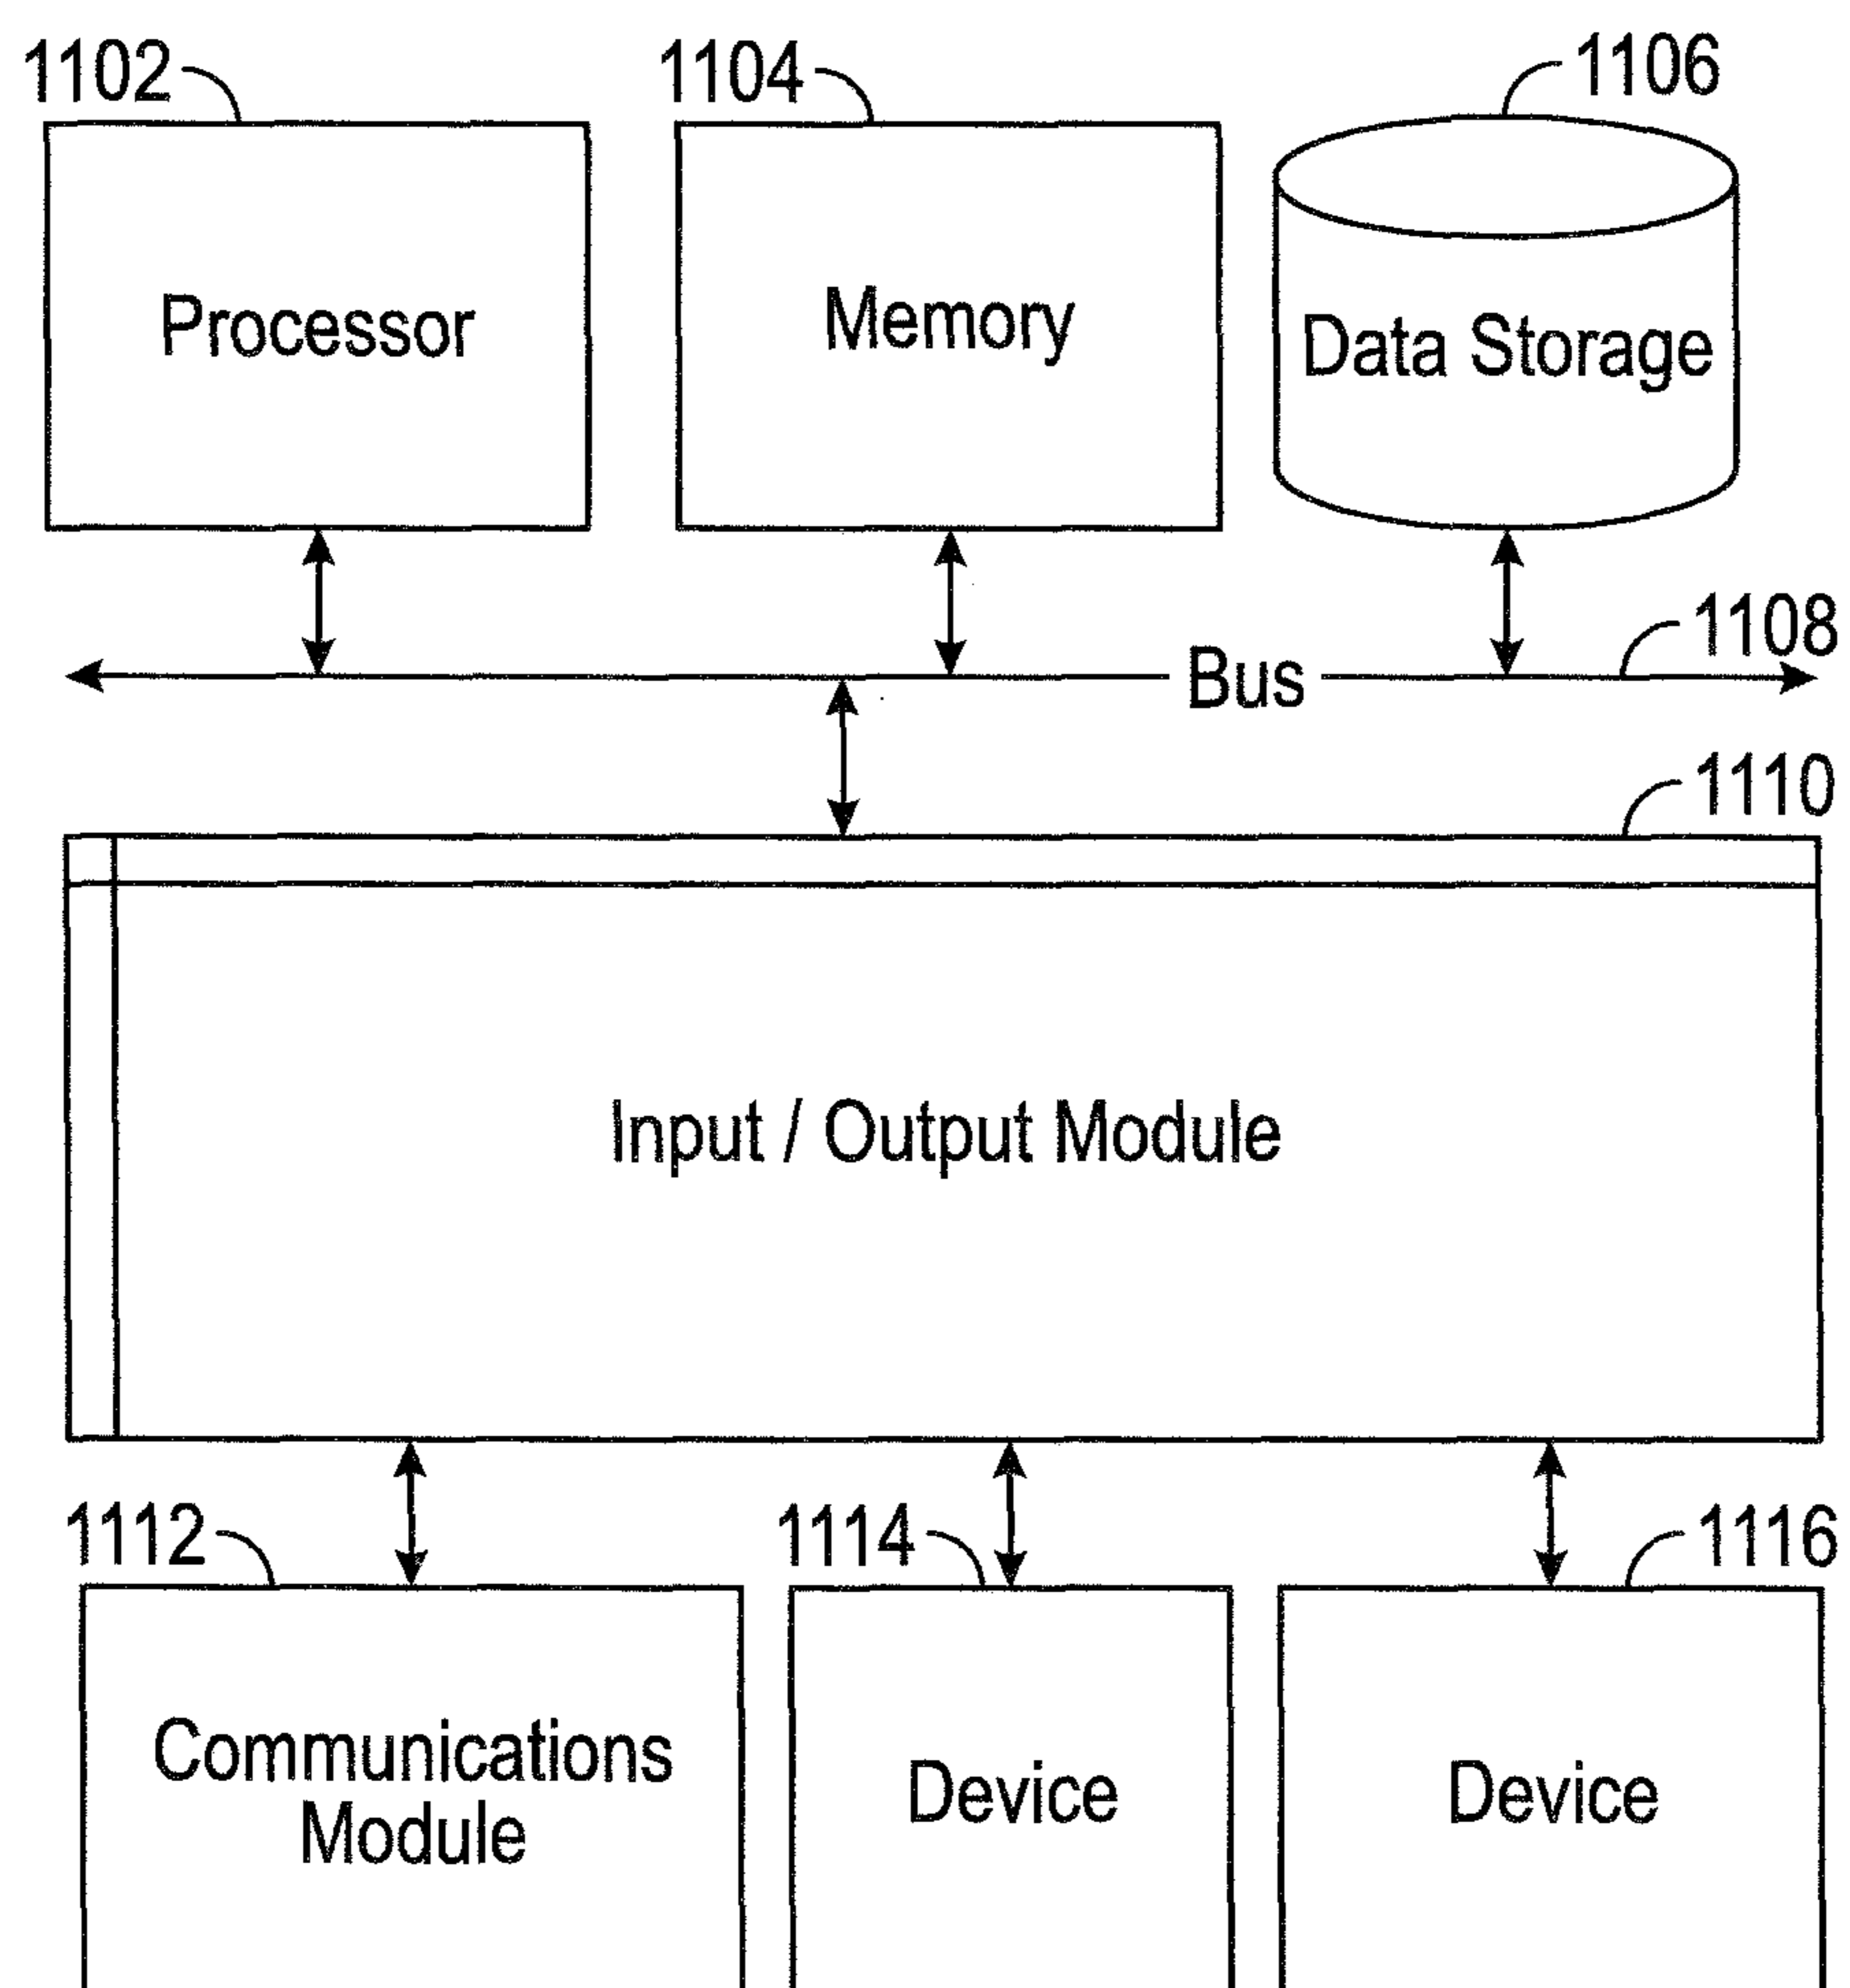 1102
1104
1106
Processor
Memory
Data Storage
1108
Bus
1110
Input / Output Module
1112
1114
1116
Communications
Module
Device
Device